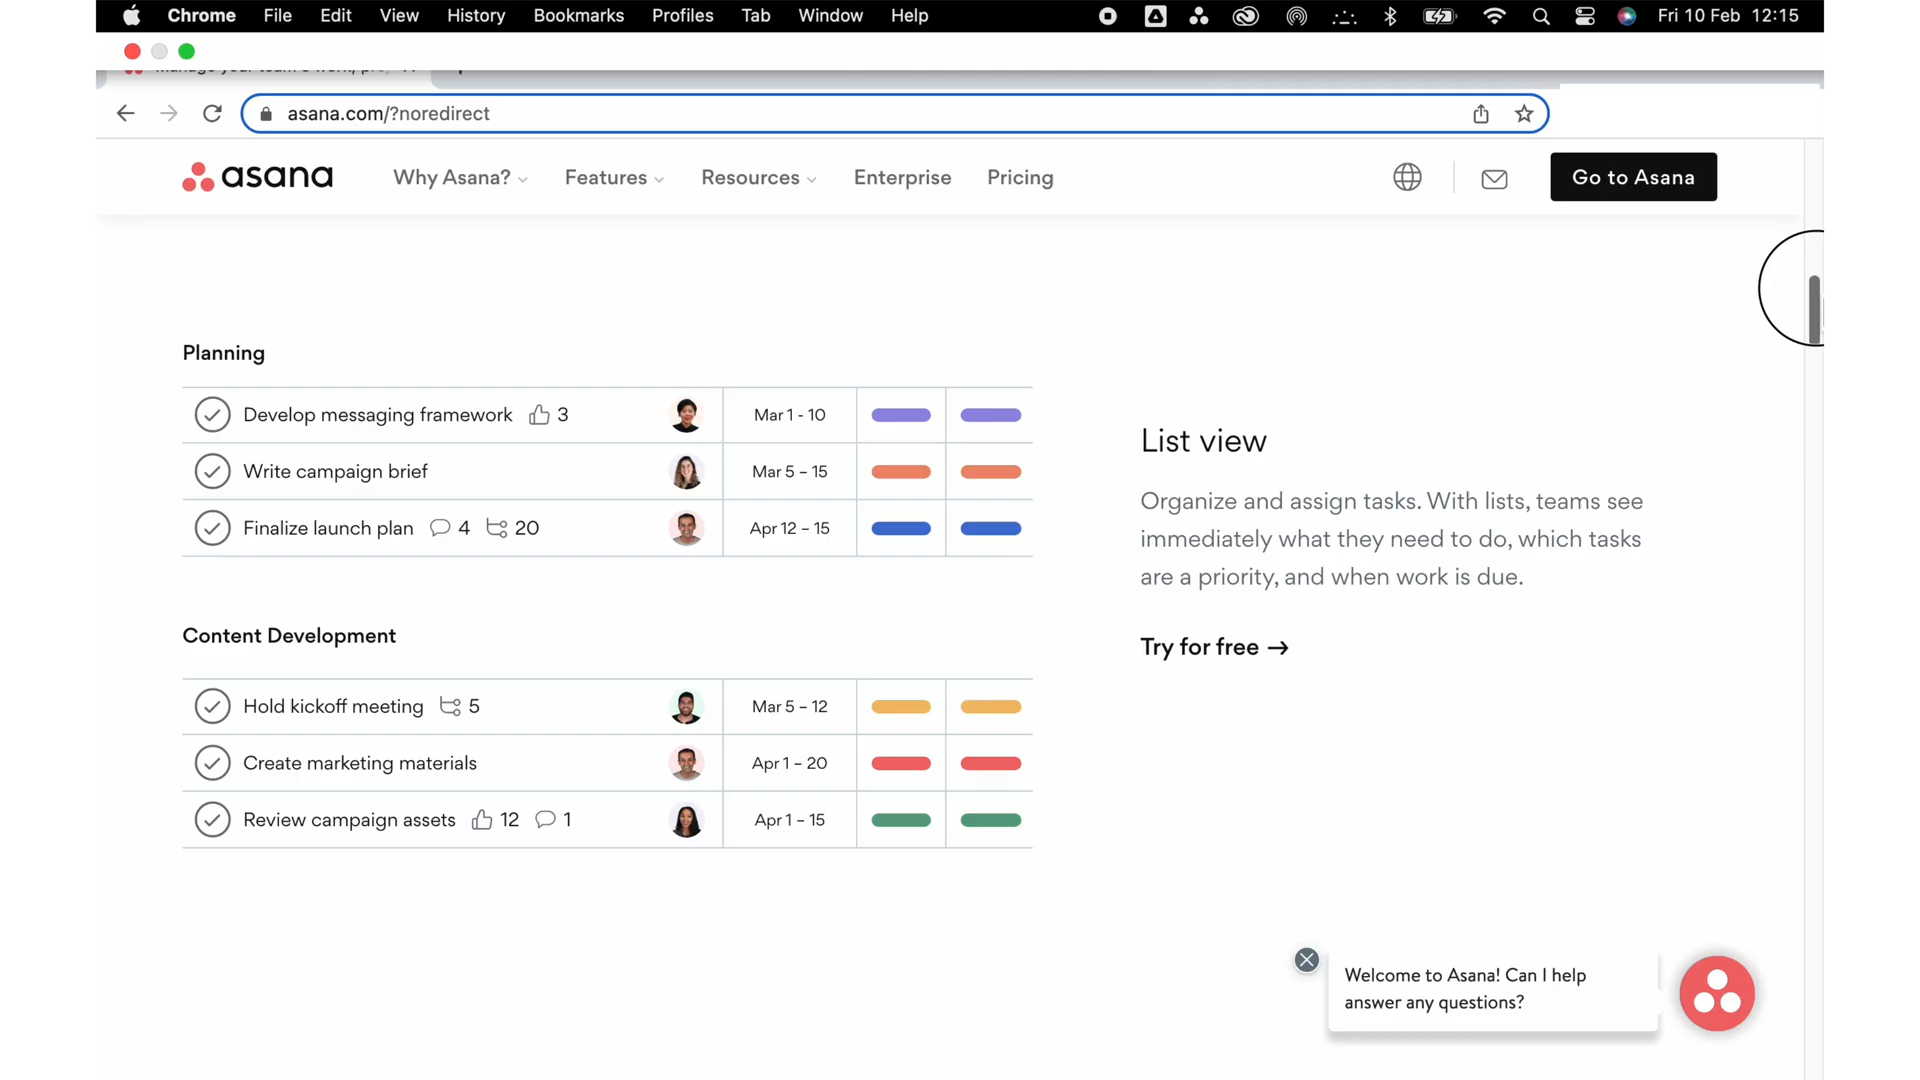 Chrome File Edit View History Bookmarks Profiles Tab Window Help Fri 10 Feb 12:15
asana.com/?noredirect
asana Why Asana? Features Resources Enterprise Pricing Go to Asana
Planning
Develop messaging framework 3 Mar 1 - 10
Write campaign brief Mar 5 – 15
Finalize launch plan 4 20 Apr 12 – 15
Content Development
Hold kickoff meeting 5 Mar 5 – 12
Create marketing materials Apr 1 – 20
Review campaign assets 12 1 Apr 1 – 15
List view
Organize and assign tasks. With lists, teams see
immediately what they need to do, which tasks
are a priority, and when work is due.
Try for free →
Welcome to Asana! Can I help
answer any questions?